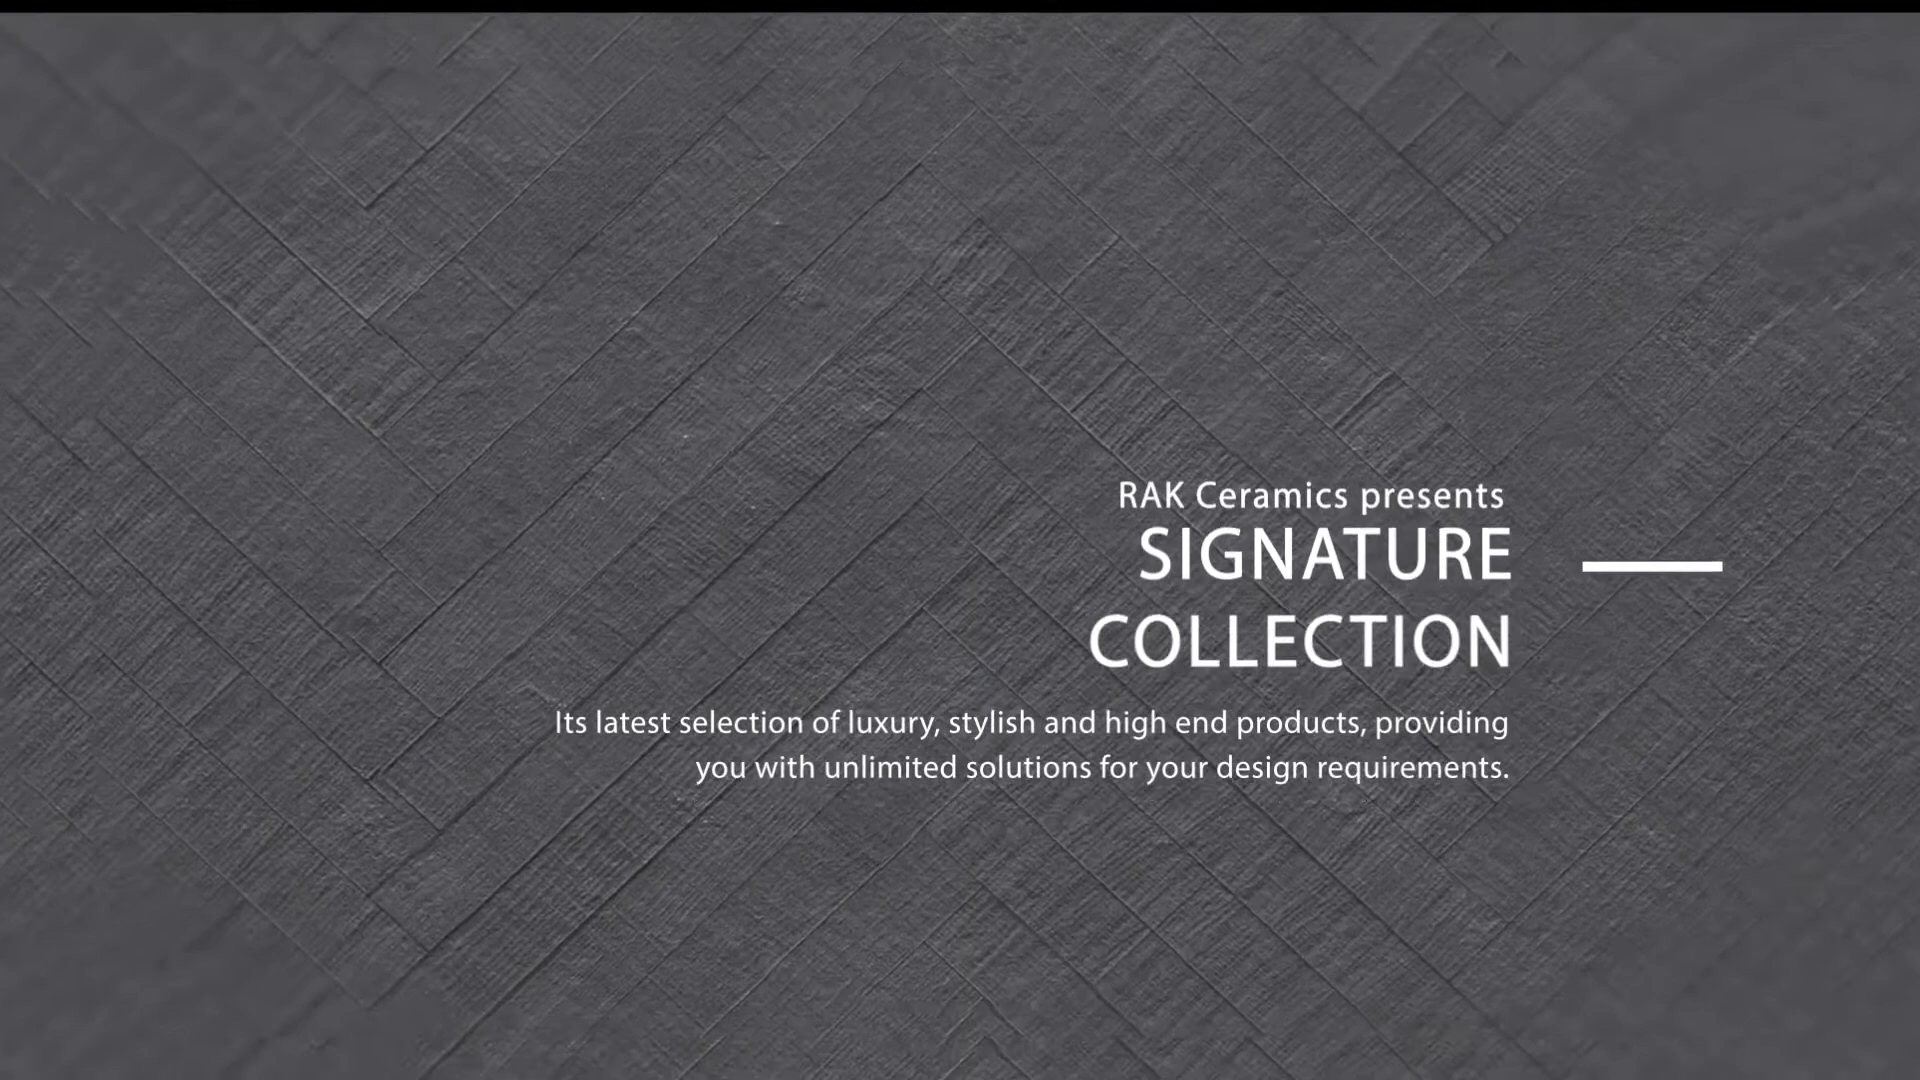 RAK Ceramics presents
SIGNATURE
COLLECTION
Its latest selection of luxury, stylish and high end products, providing
you with unlimited solutions for your design requirements.